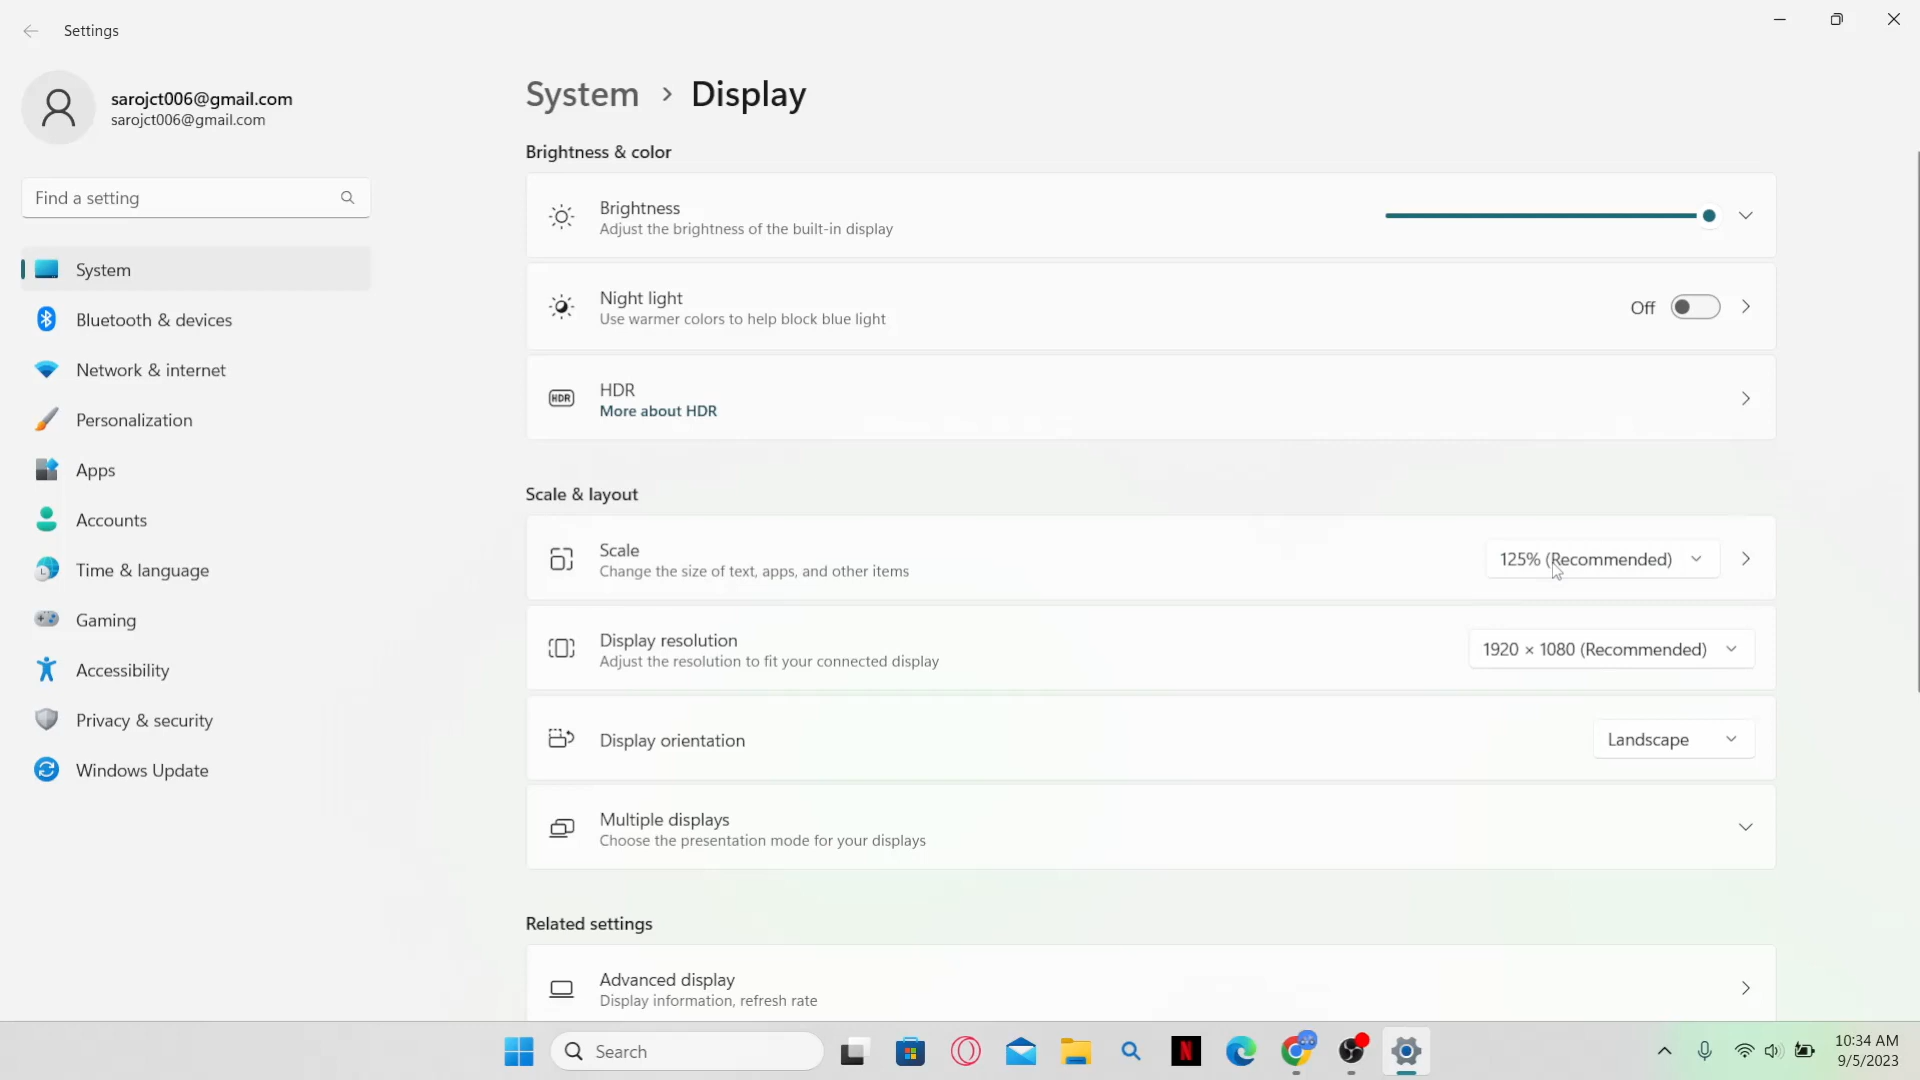 Settings
sarojct006@gmail.com
sarojct006@gmail.com
Find a setting
System
Bluetooth & devices
Network & internet
Personalization
Apps
Accounts
Time & language
Gaming
Accessibility
Privacy & security
Windows Update
System > Display
Brightness & color
Brightness
Adjust the brightness of the built-in display
Night light
Use warmer colors to help block blue light
Off
HDR
HDR
More about HDR
Scale & layout
Scale
Change the size of text, apps, and other items
125% (Recommended)
Display resolution
Adjust the resolution to fit your connected display
1920 × 1080 (Recommended)
Display orientation
Landscape
Multiple displays
Choose the presentation mode for your displays
Related settings
Advanced display
Display information, refresh rate
Search
N
10:34 AM
9/5/2023